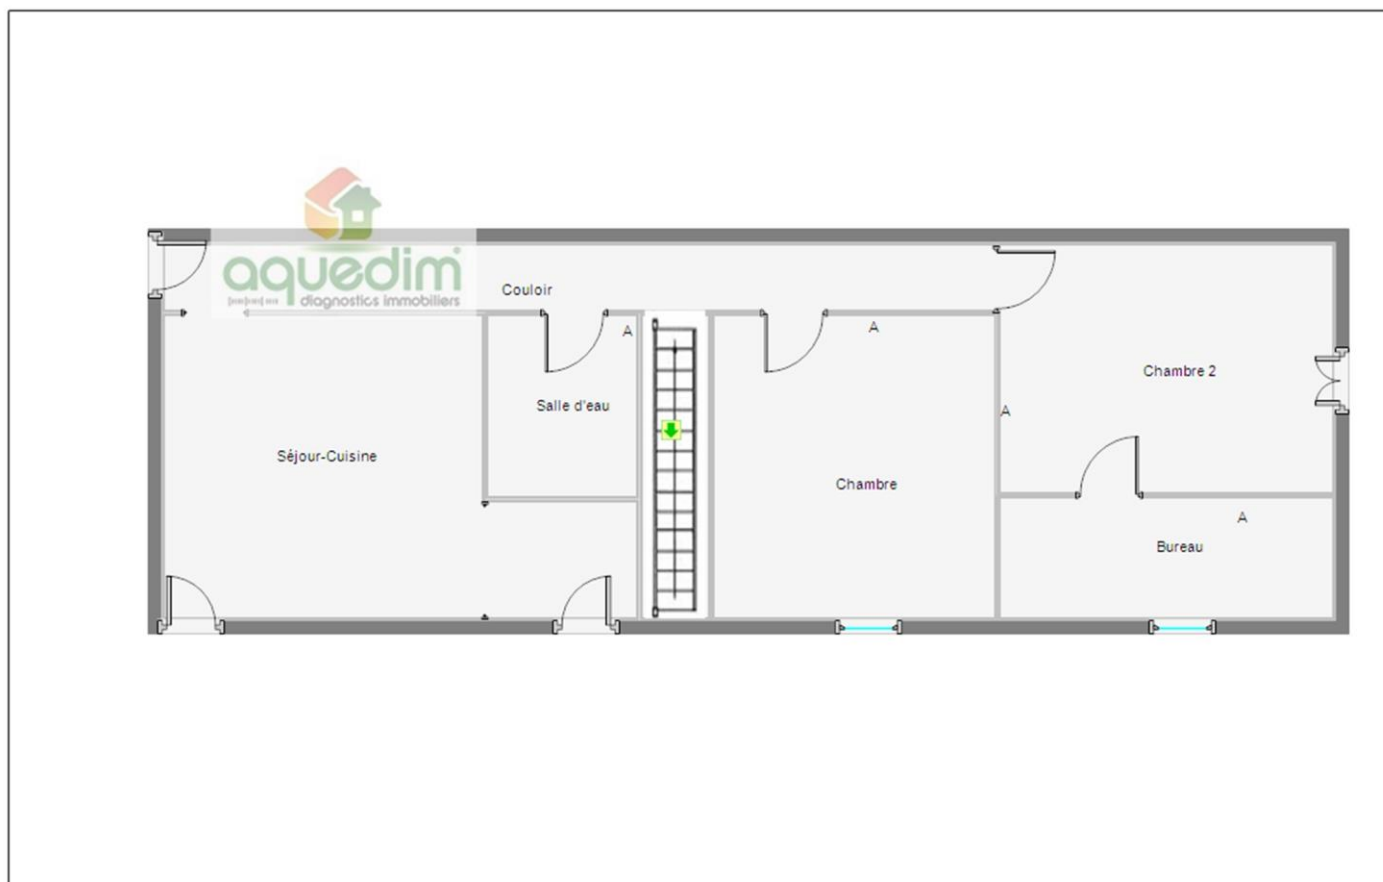 aquedim®
diagnostics immobiliers
Couloir
A
A
Chambre 2
Salle d'eau
A
Séjour-Cuisine
Chambre
A
Bureau